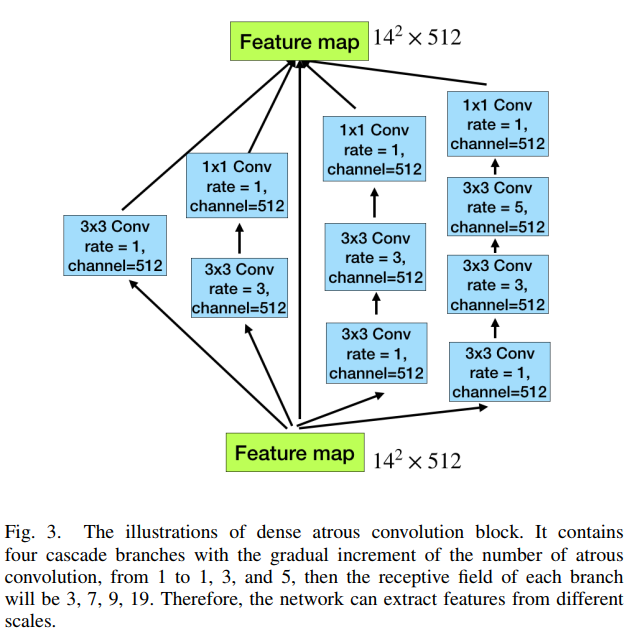 Feature map 14² × 512
1x1 Conv
rate = 1,
channel=512
1x1 Conv
rate = 1,
channel=512
1x1 Conv
rate = 1,
channel=512
3x3 Conv
rate = 5,
channel=512
3x3 Conv
rate = 1,
channel=512
3x3 Conv
rate = 3,
channel=512
3x3 Conv
rate = 3,
channel=512
3x3 Conv
rate = 3,
channel=512
3x3 Conv
rate = 1,
channel=512
3x3 Conv
rate = 1,
channel=512
Feature map 14² × 512
Fig. 3. The illustrations of dense atrous convolution block. It contains
four cascade branches with the gradual increment of the number of atrous
convolution, from 1 to 1, 3, and 5, then the receptive field of each branch
will be 3, 7, 9, 19. Therefore, the network can extract features from different
scales.